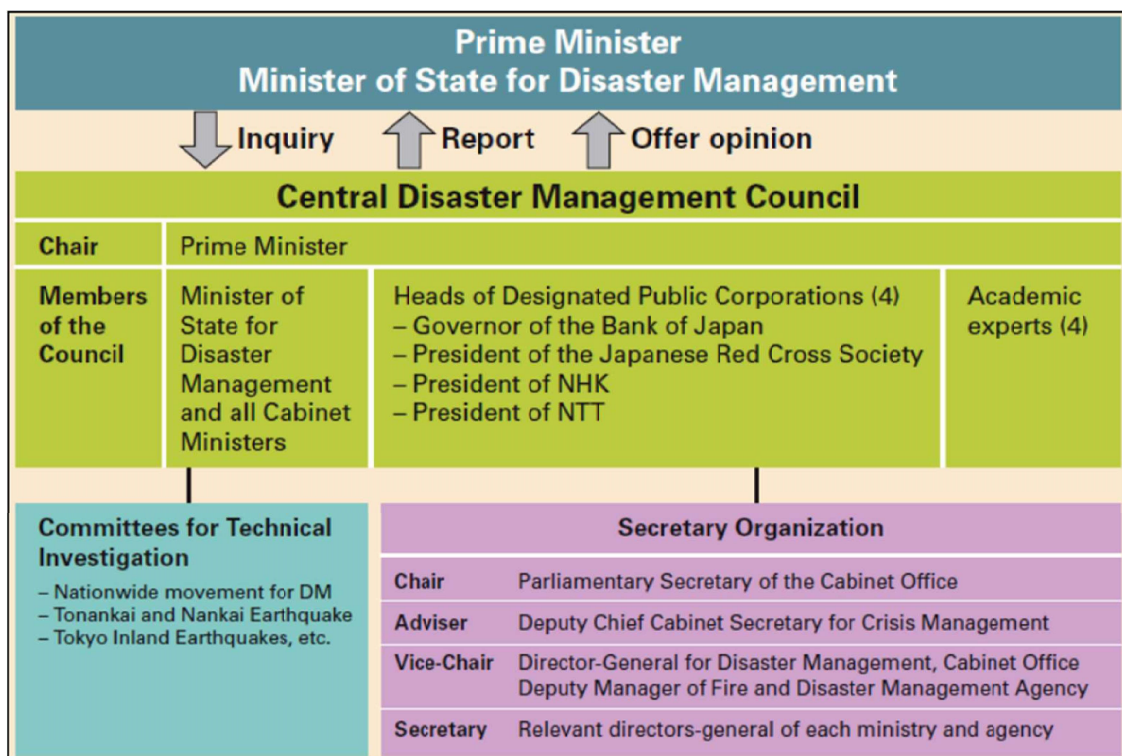 Prime Minister
Minister of State for Disaster Management
Inquiry
Report
Offer opinion
Central Disaster Management Council
Chair
Prime Minister
Members
of the
Council
Minister of
State for
Disaster
Management
and all Cabinet
Ministers
Heads of Designated Public Corporations (4)
– Governor of the Bank of Japan
– President of the Japanese Red Cross Society
– President of NHK
– President of NTT
Academic
experts (4)
Committees for Technical
Investigation
– Nationwide movement for DM
– Tonankai and Nankai Earthquake
– Tokyo Inland Earthquakes, etc.
Secretary Organization
Chair
Parliamentary Secretary of the Cabinet Office
Adviser
Deputy Chief Cabinet Secretary for Crisis Management
Vice-Chair
Director-General for Disaster Management, Cabinet Office
Deputy Manager of Fire and Disaster Management Agency
Secretary
Relevant directors-general of each ministry and agency